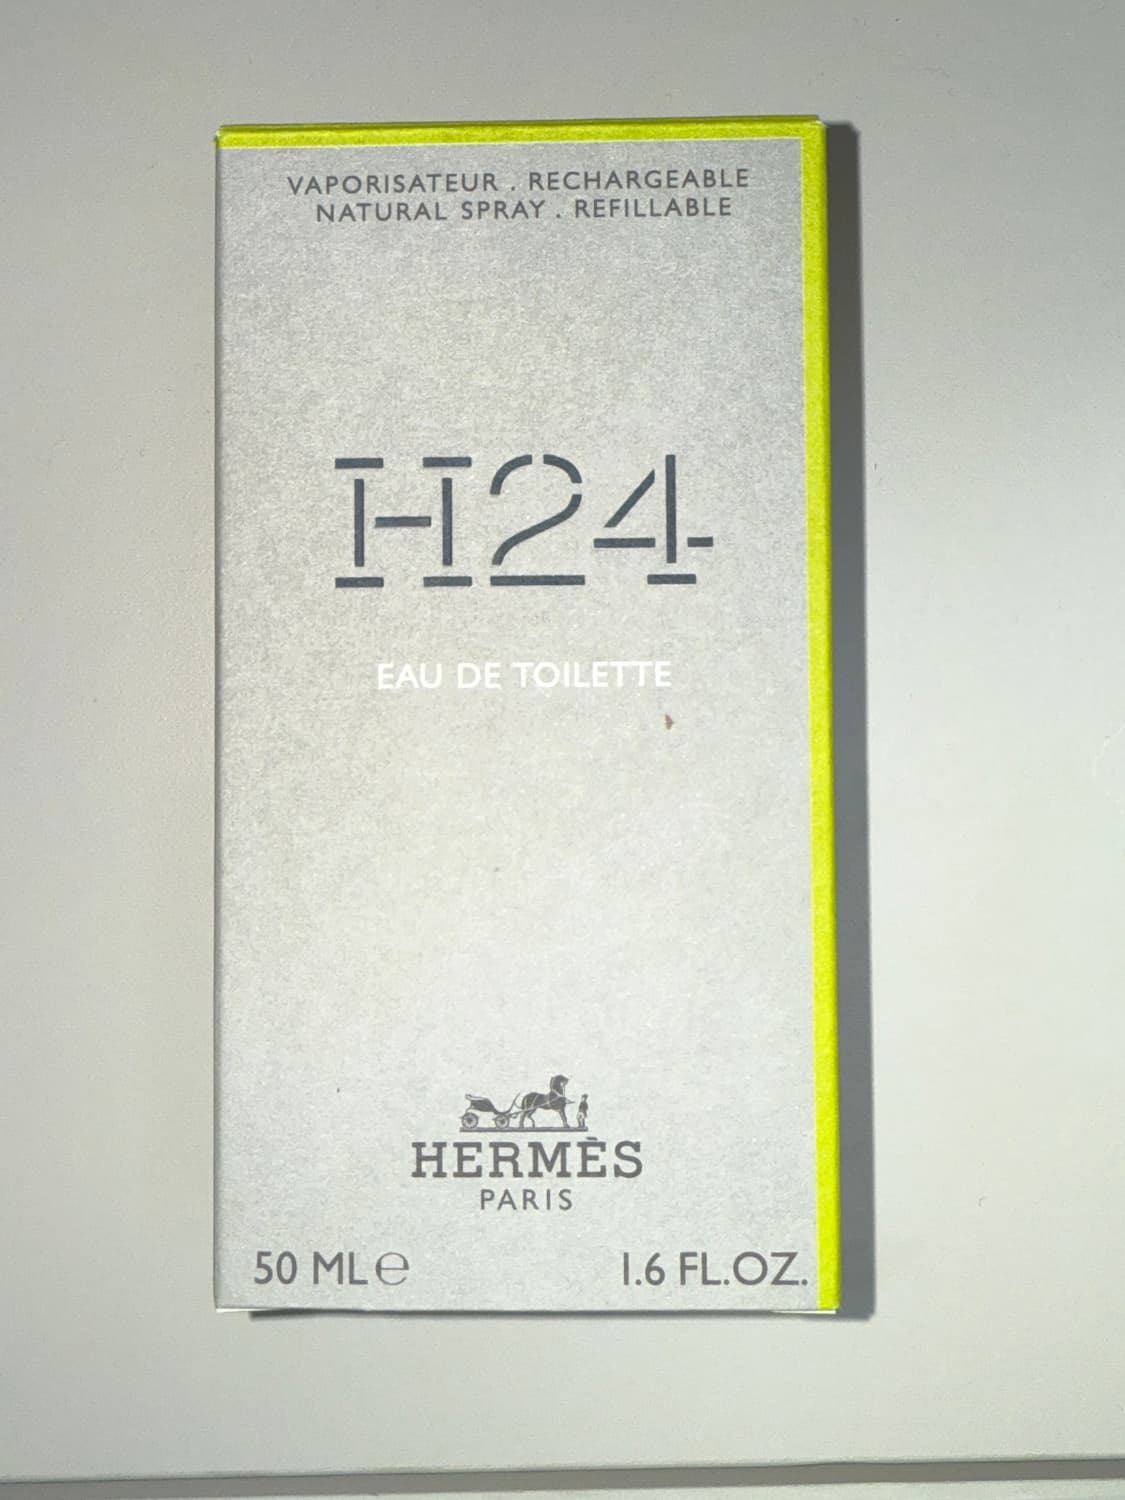 VAPORISATEUR . RECHARGEABLE
NATURAL SPRAY . REFILLABLE
H24
EAU DE TOILETTE
HERMÈS
PARIS
50 ML ℮ 1.6 FL.OZ.